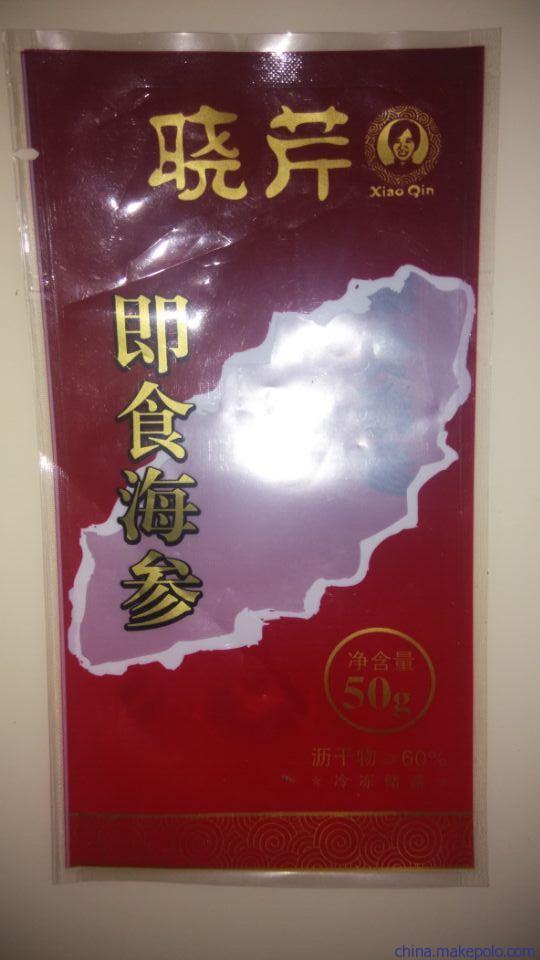 晓芹
Xiao Qin
即食海参
净含量
50g
沥干物≥60%
冷冻储藏
china.makepolo.com